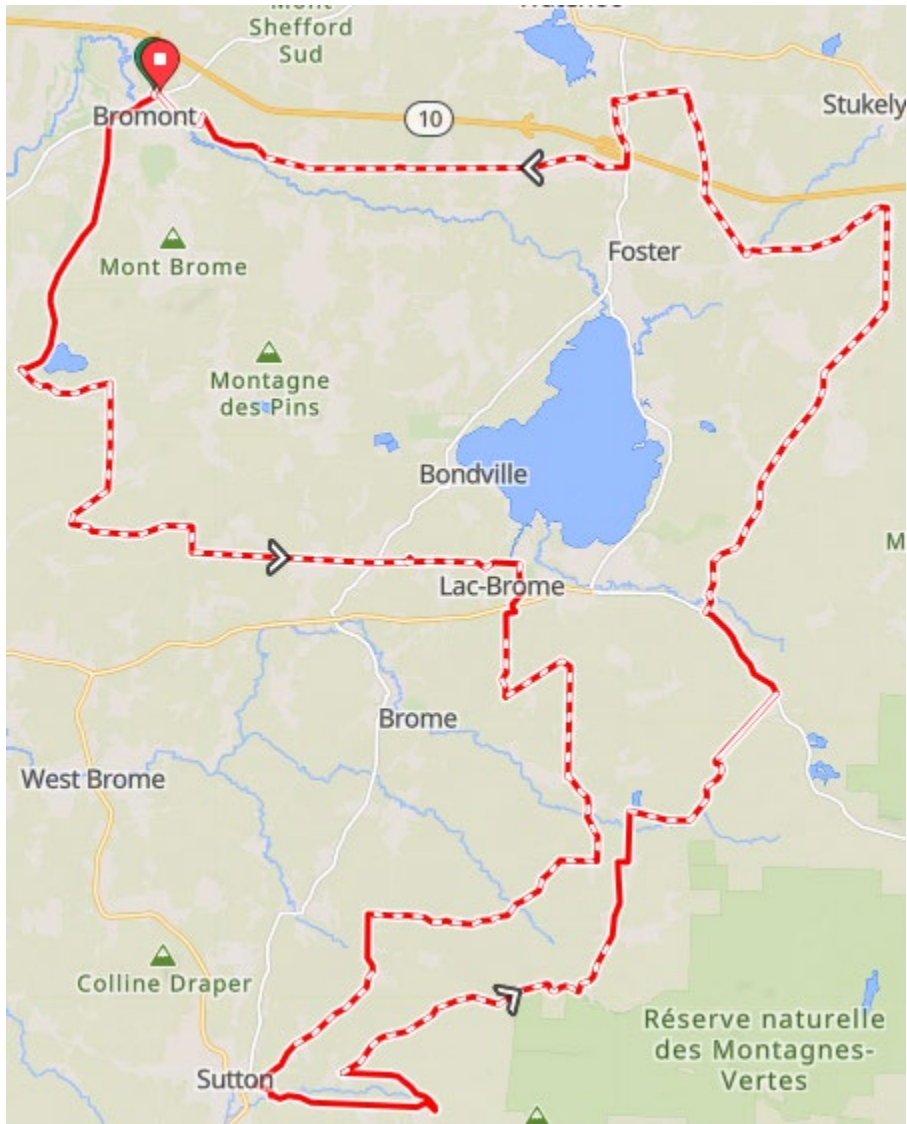 Mont
Shefford
Sud
Stukely
Bromont
10
Foster
Mont Brome
Montagne
des Pins
Bondville
M
Lac-Brome
Brome
West Brome
Colline Draper
Réserve naturelle
des Montagnes-
Vertes
Sutton